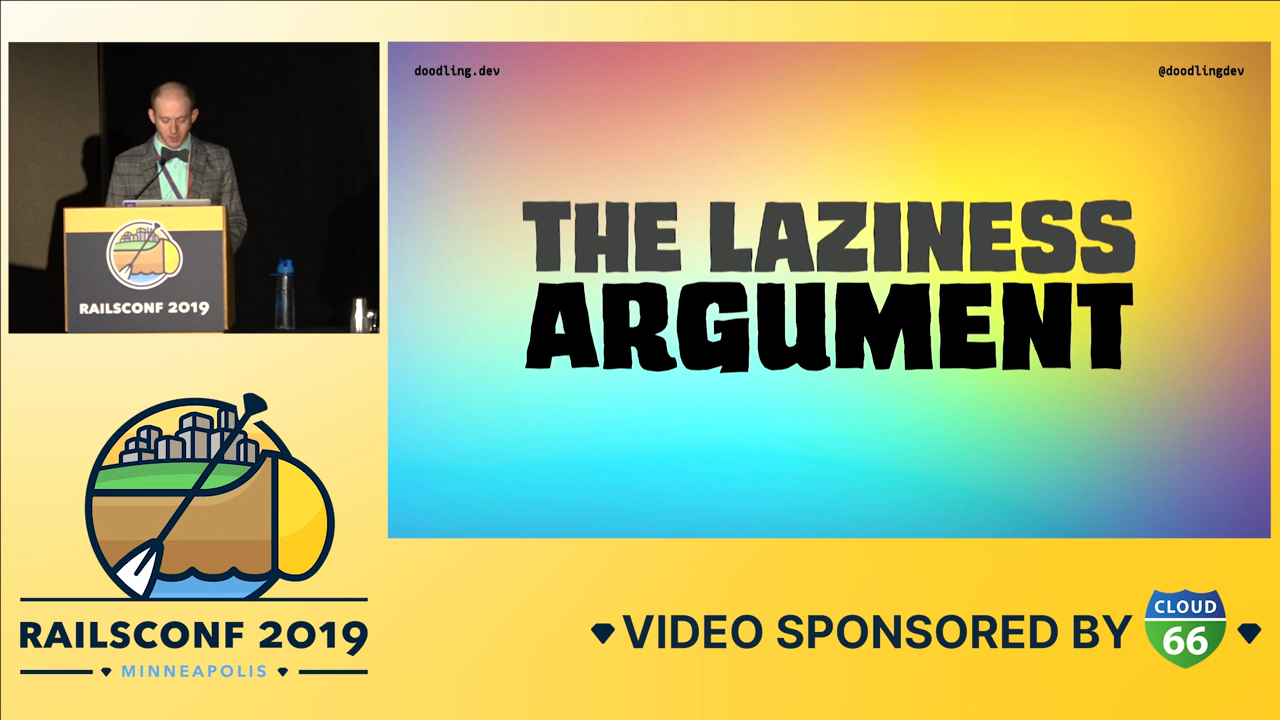 doodling.dev
@doodlingdev
THE LAZINESS
ARGUMENT
RAILSCONF 2019
RAILSCONF 2019
MINNEAPOLIS
VIDEO SPONSORED BY
CLOUD
66